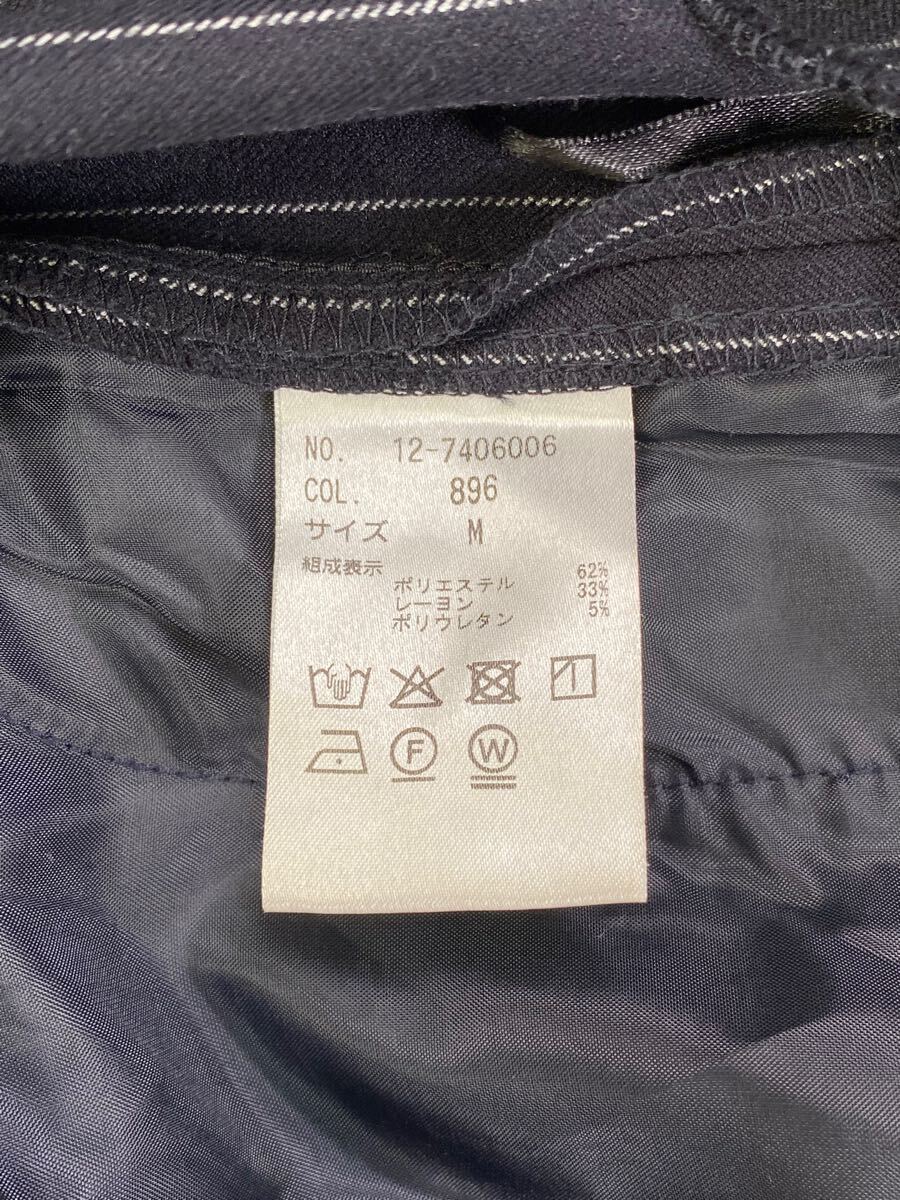 NO. 12-7406006
COL. 896
サイズ M
組成表示
ポリエステル 62%
レーヨン 33%
ポリウレタン 5%
F W